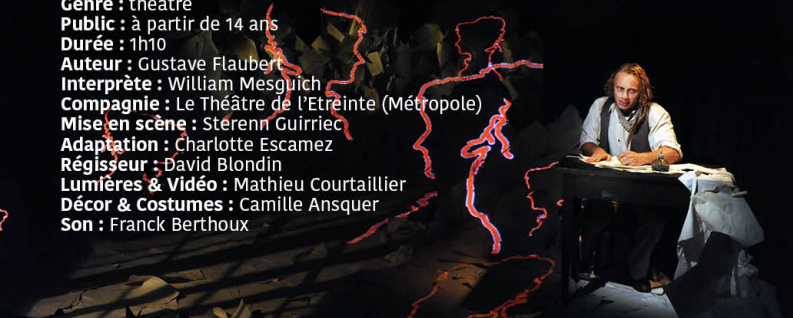 Genre : théâtre
Public : à partir de 14 ans
Durée : 1h10
Auteur : Gustave Flaubert
Interprète : William Mesguich
Compagnie : Le Théâtre de l'Etreinte (Métropole)
Mise en scène : Sterenn Guirriec
Adaptation : Charlotte Escamez
Régisseur : David Blondin
Lumières & Vidéo : Mathieu Courtaillier
Décor & Costumes : Camille Ansquer
Son : Franck Berthoux